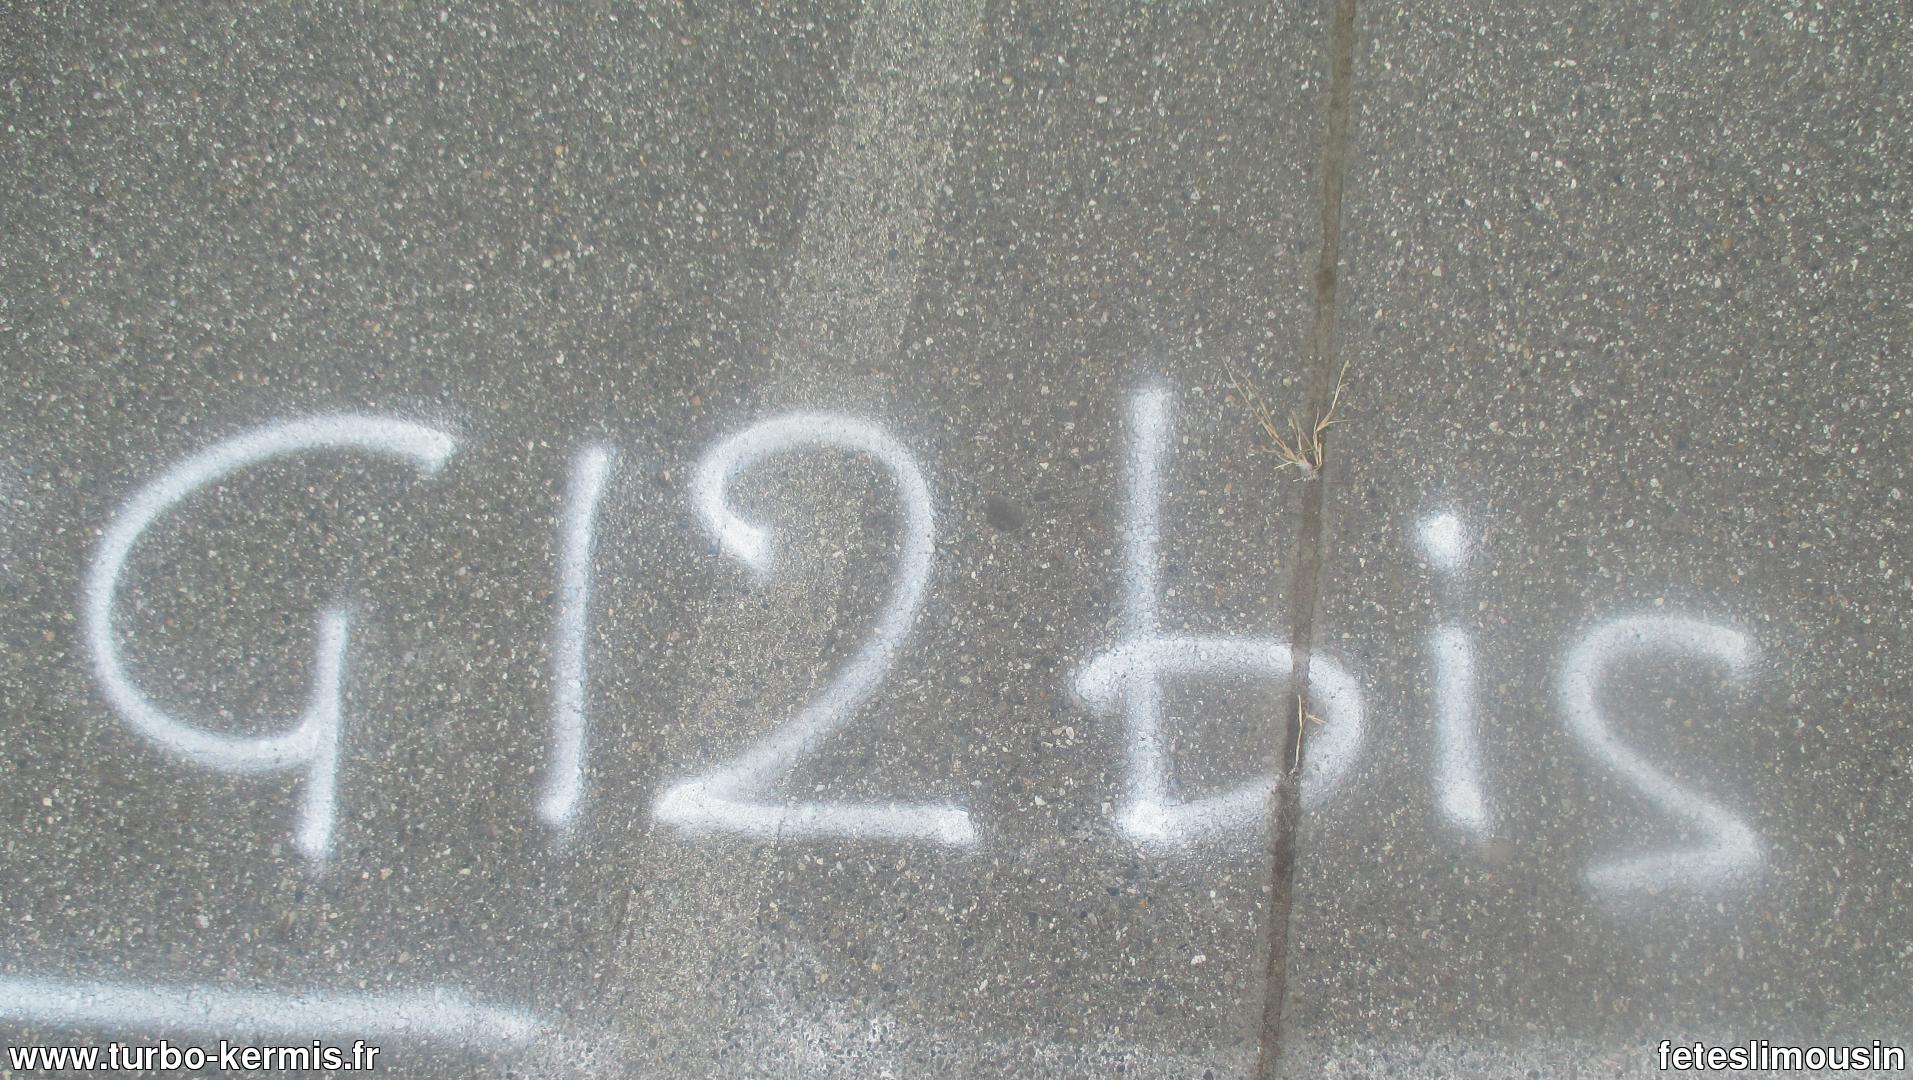 G12 bis
www.turbo-kermis.fr
feteslimousin